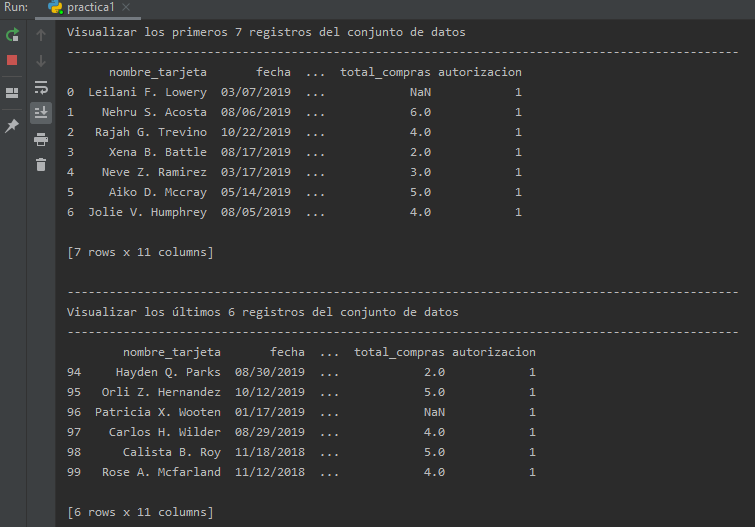 Run: practica1
Visualizar los primeros 7 registros del conjunto de datos
------------------------------------------------------------------------------------------------
nombre_tarjeta fecha ... total_compras autorizacion
0 Leilani F. Lowery 03/07/2019 ... NaN 1
1 Nehru S. Acosta 08/06/2019 ... 6.0 1
2 Rajah G. Trevino 10/22/2019 ... 4.0 1
3 Xena B. Battle 08/17/2019 ... 2.0 1
4 Neve Z. Ramirez 03/17/2019 ... 3.0 1
5 Aiko D. Mccray 05/14/2019 ... 5.0 1
6 Jolie V. Humphrey 08/05/2019 ... 4.0 1
[7 rows x 11 columns]
------------------------------------------------------------------------------------------------
Visualizar los últimos 6 registros del conjunto de datos
------------------------------------------------------------------------------------------------
nombre_tarjeta fecha ... total_compras autorizacion
94 Hayden Q. Parks 08/30/2019 ... 2.0 1
95 Orli Z. Hernandez 10/12/2019 ... 5.0 1
96 Patricia X. Wooten 01/17/2019 ... NaN 1
97 Carlos H. Wilder 08/29/2019 ... 4.0 1
98 Calista B. Roy 11/18/2018 ... 5.0 1
99 Rose A. Mcfarland 11/12/2018 ... 4.0 1
[6 rows x 11 columns]